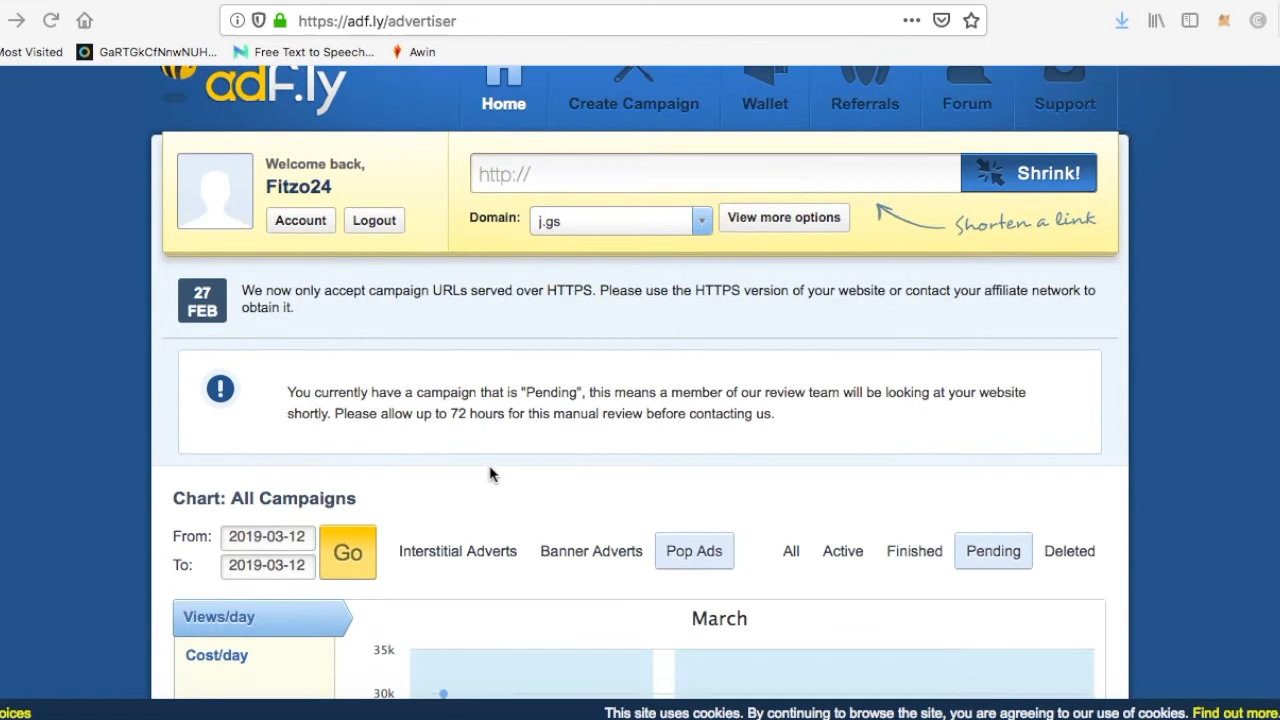 https://adf.ly/advertiser
Most Visited GaRTGkCfNnwNUH... Free Text to Speech... Awin
adf.ly
Home Create Campaign Wallet Referrals Forum Support
Welcome back,
Fitzo24
Account Logout
http:// Shrink!
Domain: j.gs View more options Shorten a link
27
FEB
We now only accept campaign URLs served over HTTPS. Please use the HTTPS version of your website or contact your affiliate network to
obtain it.
You currently have a campaign that is "Pending", this means a member of our review team will be looking at your website
shortly. Please allow up to 72 hours for this manual review before contacting us.
Chart: All Campaigns
From: 2019-03-12
To: 2019-03-12
Go
Interstitial Adverts Banner Adverts Pop Ads All Active Finished Pending Deleted
Views/day
Cost/day
March
35k
30k
oices
This site uses cookies. By continuing to browse the site, you are agreeing to our use of cookies. Find out more